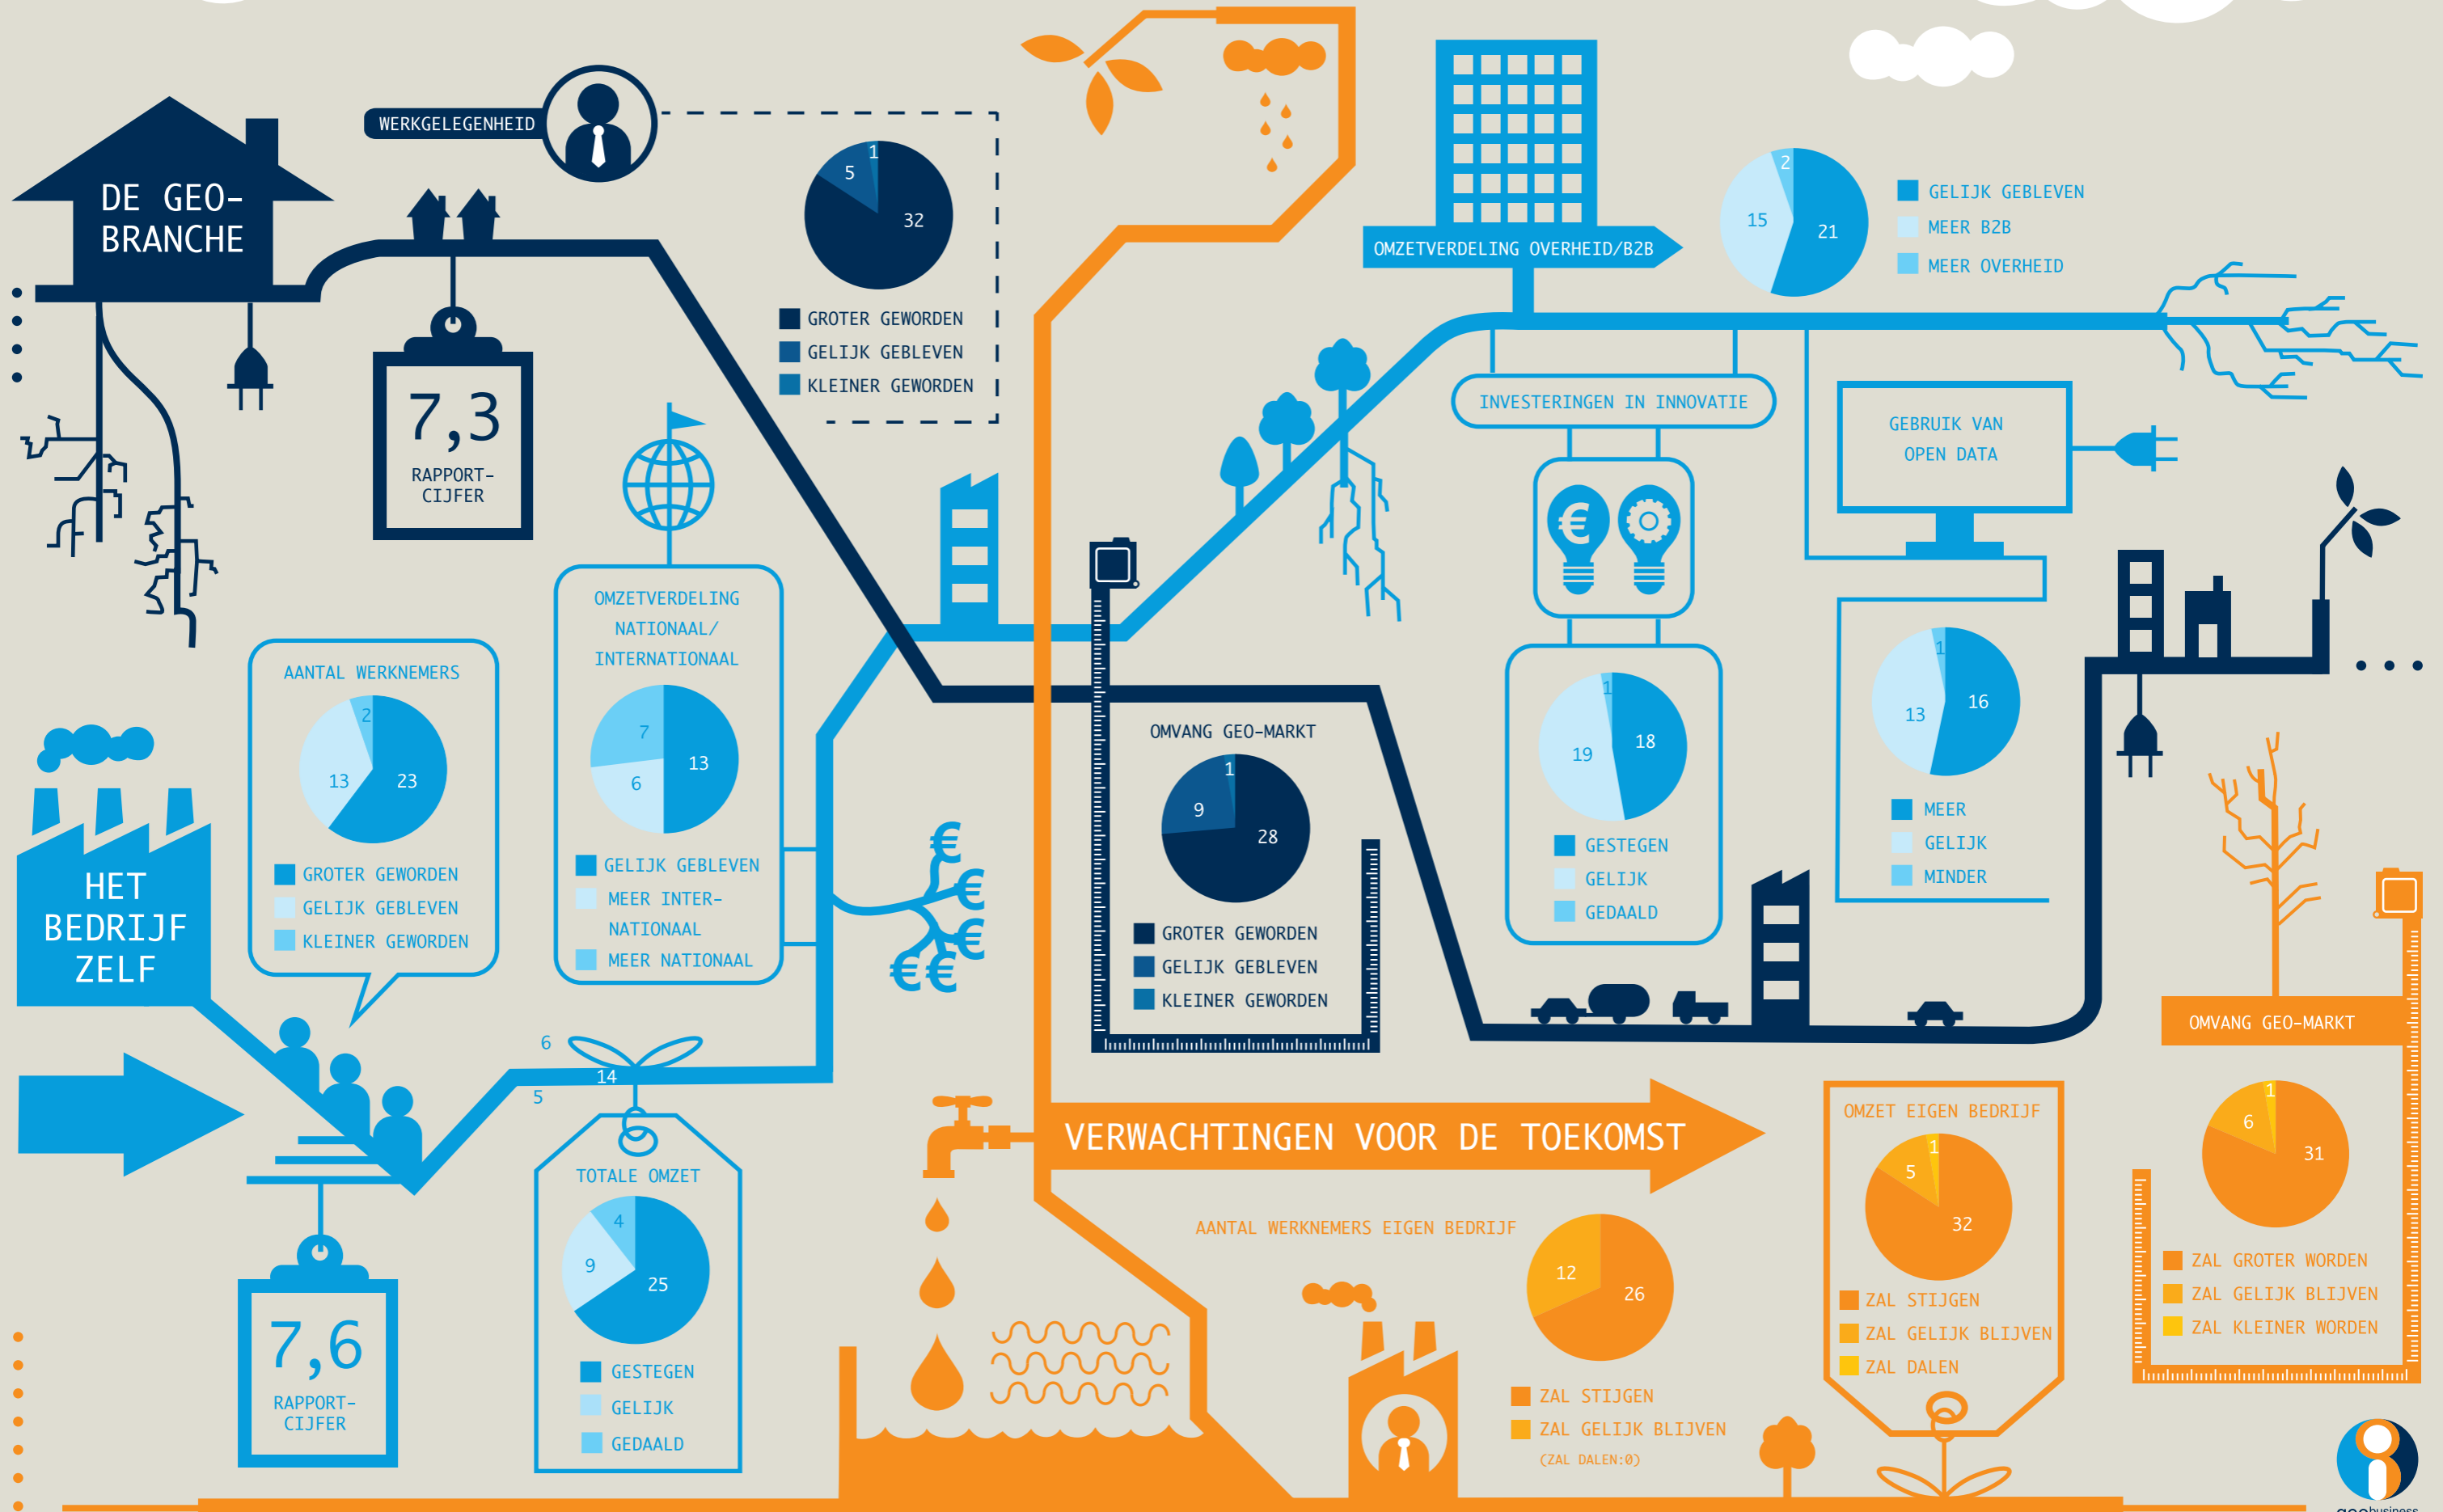 WERKGELEGENHEID
DE GEO-
BRANCHE
1
5
32
GROTER GEWORDEN
GELIJK GEBLEVEN
KLEINER GEWORDEN
7,3
RAPPORT-
CIJFER
OMZETVERDELING OVERHEID/B2B
2
15
21
GELIJK GEBLEVEN
MEER B2B
MEER OVERHEID
INVESTERINGEN IN INNOVATIE
€
1
19
18
GESTEGEN
GELIJK
GEDAALD
GEBRUIK VAN
OPEN DATA
1
13
16
MEER
GELIJK
MINDER
OMZETVERDELING
NATIONAAL/
INTERNATIONAAL
7
13
6
GELIJK GEBLEVEN
MEER INTER-
NATIONAAL
MEER NATIONAAL
AANTAL WERKNEMERS
2
13
23
GROTER GEWORDEN
GELIJK GEBLEVEN
KLEINER GEWORDEN
OMVANG GEO-MARKT
1
9
28
GROTER GEWORDEN
GELIJK GEBLEVEN
KLEINER GEWORDEN
€
€
€
€€
HET
BEDRIJF
ZELF
6
14
5
TOTALE OMZET
4
9
25
GESTEGEN
GELIJK
GEDAALD
7,6
RAPPORT-
CIJFER
VERWACHTINGEN VOOR DE TOEKOMST
AANTAL WERKNEMERS EIGEN BEDRIJF
12
26
ZAL STIJGEN
ZAL GELIJK BLIJVEN
(ZAL DALEN:0)
OMZET EIGEN BEDRIJF
1
5
32
ZAL STIJGEN
ZAL GELIJK BLIJVEN
ZAL DALEN
OMVANG GEO-MARKT
1
6
31
ZAL GROTER WORDEN
ZAL GELIJK BLIJVEN
ZAL KLEINER WORDEN
geobusiness